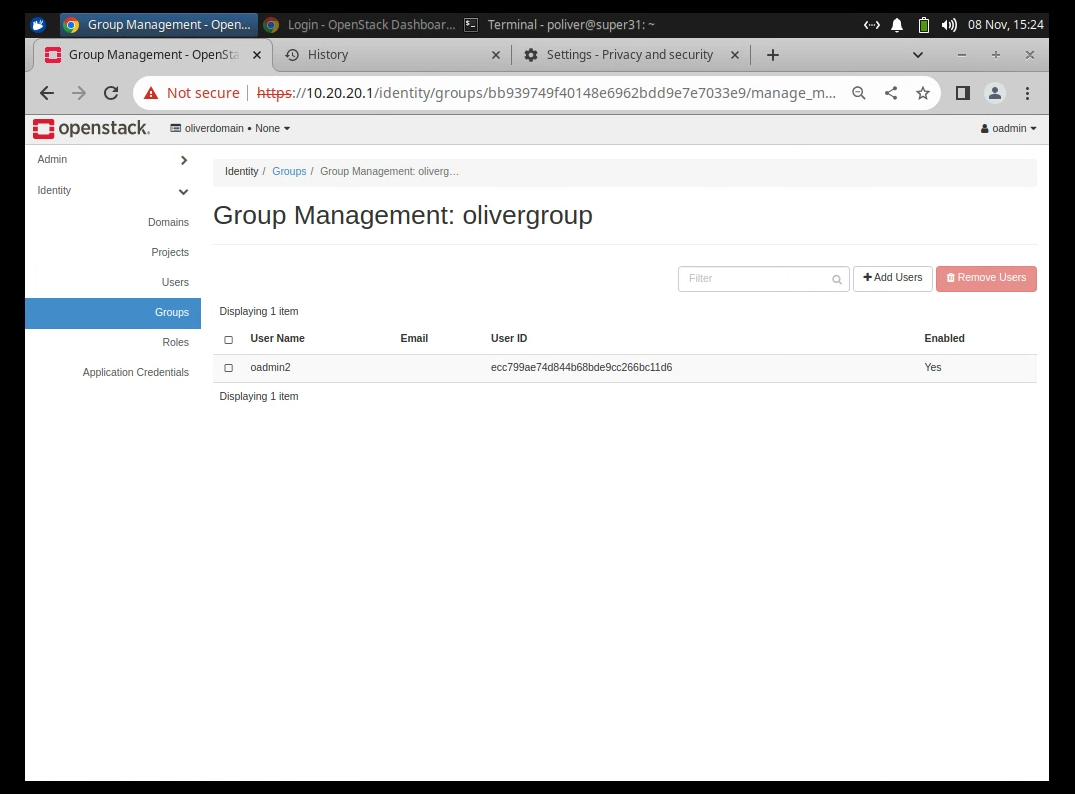 Group Management - Open... Login - OpenStack Dashboar... Terminal - poliver@super31: ~ 08 Nov, 15:24
Group Management - OpenSta History Settings - Privacy and security
Not secure https://10.20.20.1/identity/groups/bb939749f40148e6962bdd9e7e7033e9/manage_m...
openstack. oliverdomain • None oadmin
Admin
Identity
Domains
Projects
Users
Groups
Roles
Application Credentials
Identity / Groups / Group Management: oliverg...
Group Management: olivergroup
Filter Add Users Remove Users
Displaying 1 item
User Name Email User ID Enabled
oadmin2 ecc799ae74d844b68bde9cc266bc11d6 Yes
Displaying 1 item